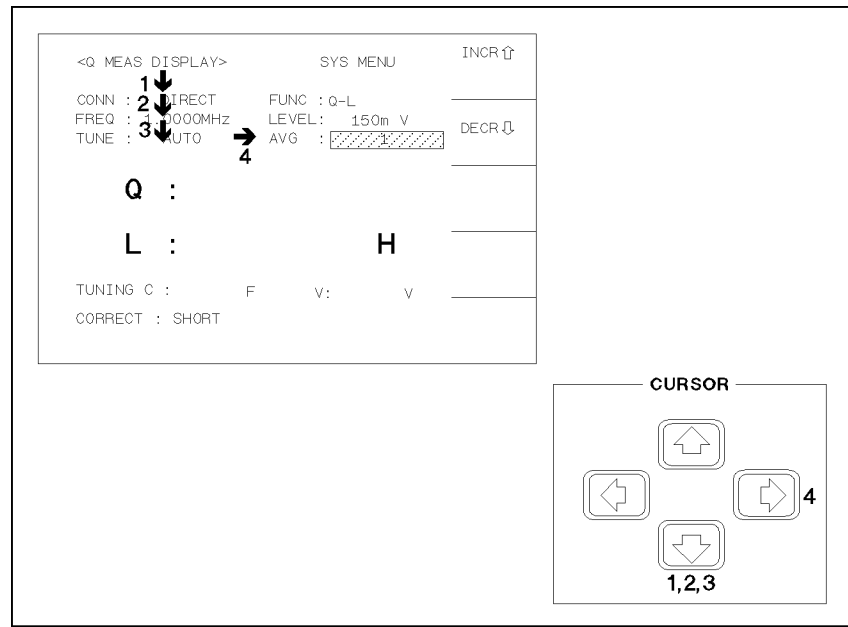 <Q MEAS DISPLAY> SYS MENU INCR⇧
1
CONN : 2 DIRECT FUNC :Q-L
FREQ : 1.0000MHz LEVEL: 150m V
TUNE : 3 AUTO AVG : 1 DECR⇩
4
Q :
L : H
TUNING C : F V: V
CORRECT : SHORT
CURSOR
4
1,2,3